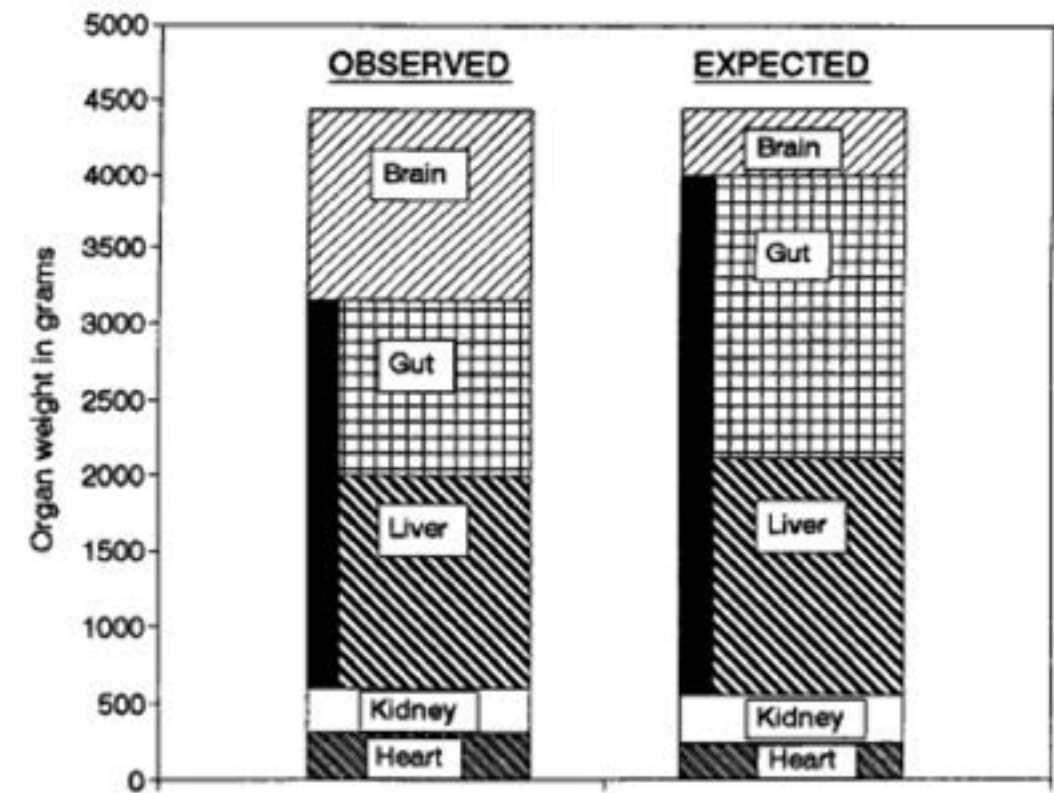 5000
OBSERVED EXPECTED
4500
Brain
4000
Brain
3500
Gut
3000
Gut
2500
2000
Liver
Liver
1500
1000
500
Kidney
Kidney
Heart
Heart
0
Organ weight in grams